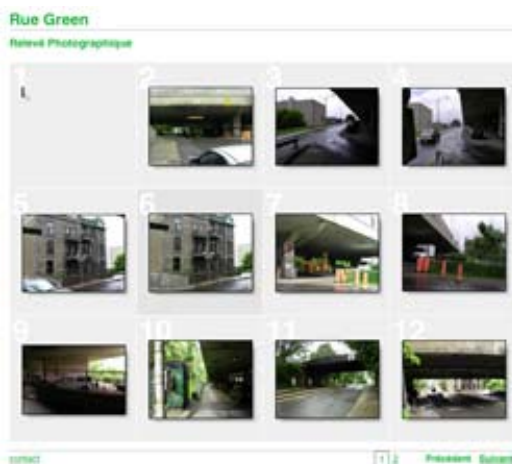 Rue Green
Relevé Photographique
1 2 3 4
5 6 7 8
9 10 11 12
contact 1 2 Précédent Suivant